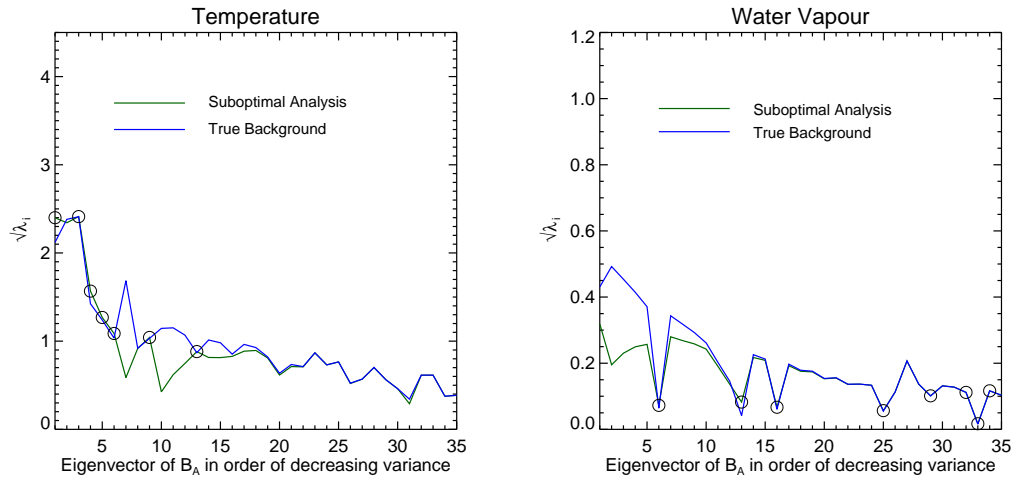 Temperature
4
3
2
1
0
√λi
Suboptimal Analysis
True Background
5 10 15 20 25 30 35
Eigenvector of BA in order of decreasing variance
Water Vapour
1.2
1.0
0.8
0.6
0.4
0.2
0.0
√λi
Suboptimal Analysis
True Background
5 10 15 20 25 30 35
Eigenvector of BA in order of decreasing variance